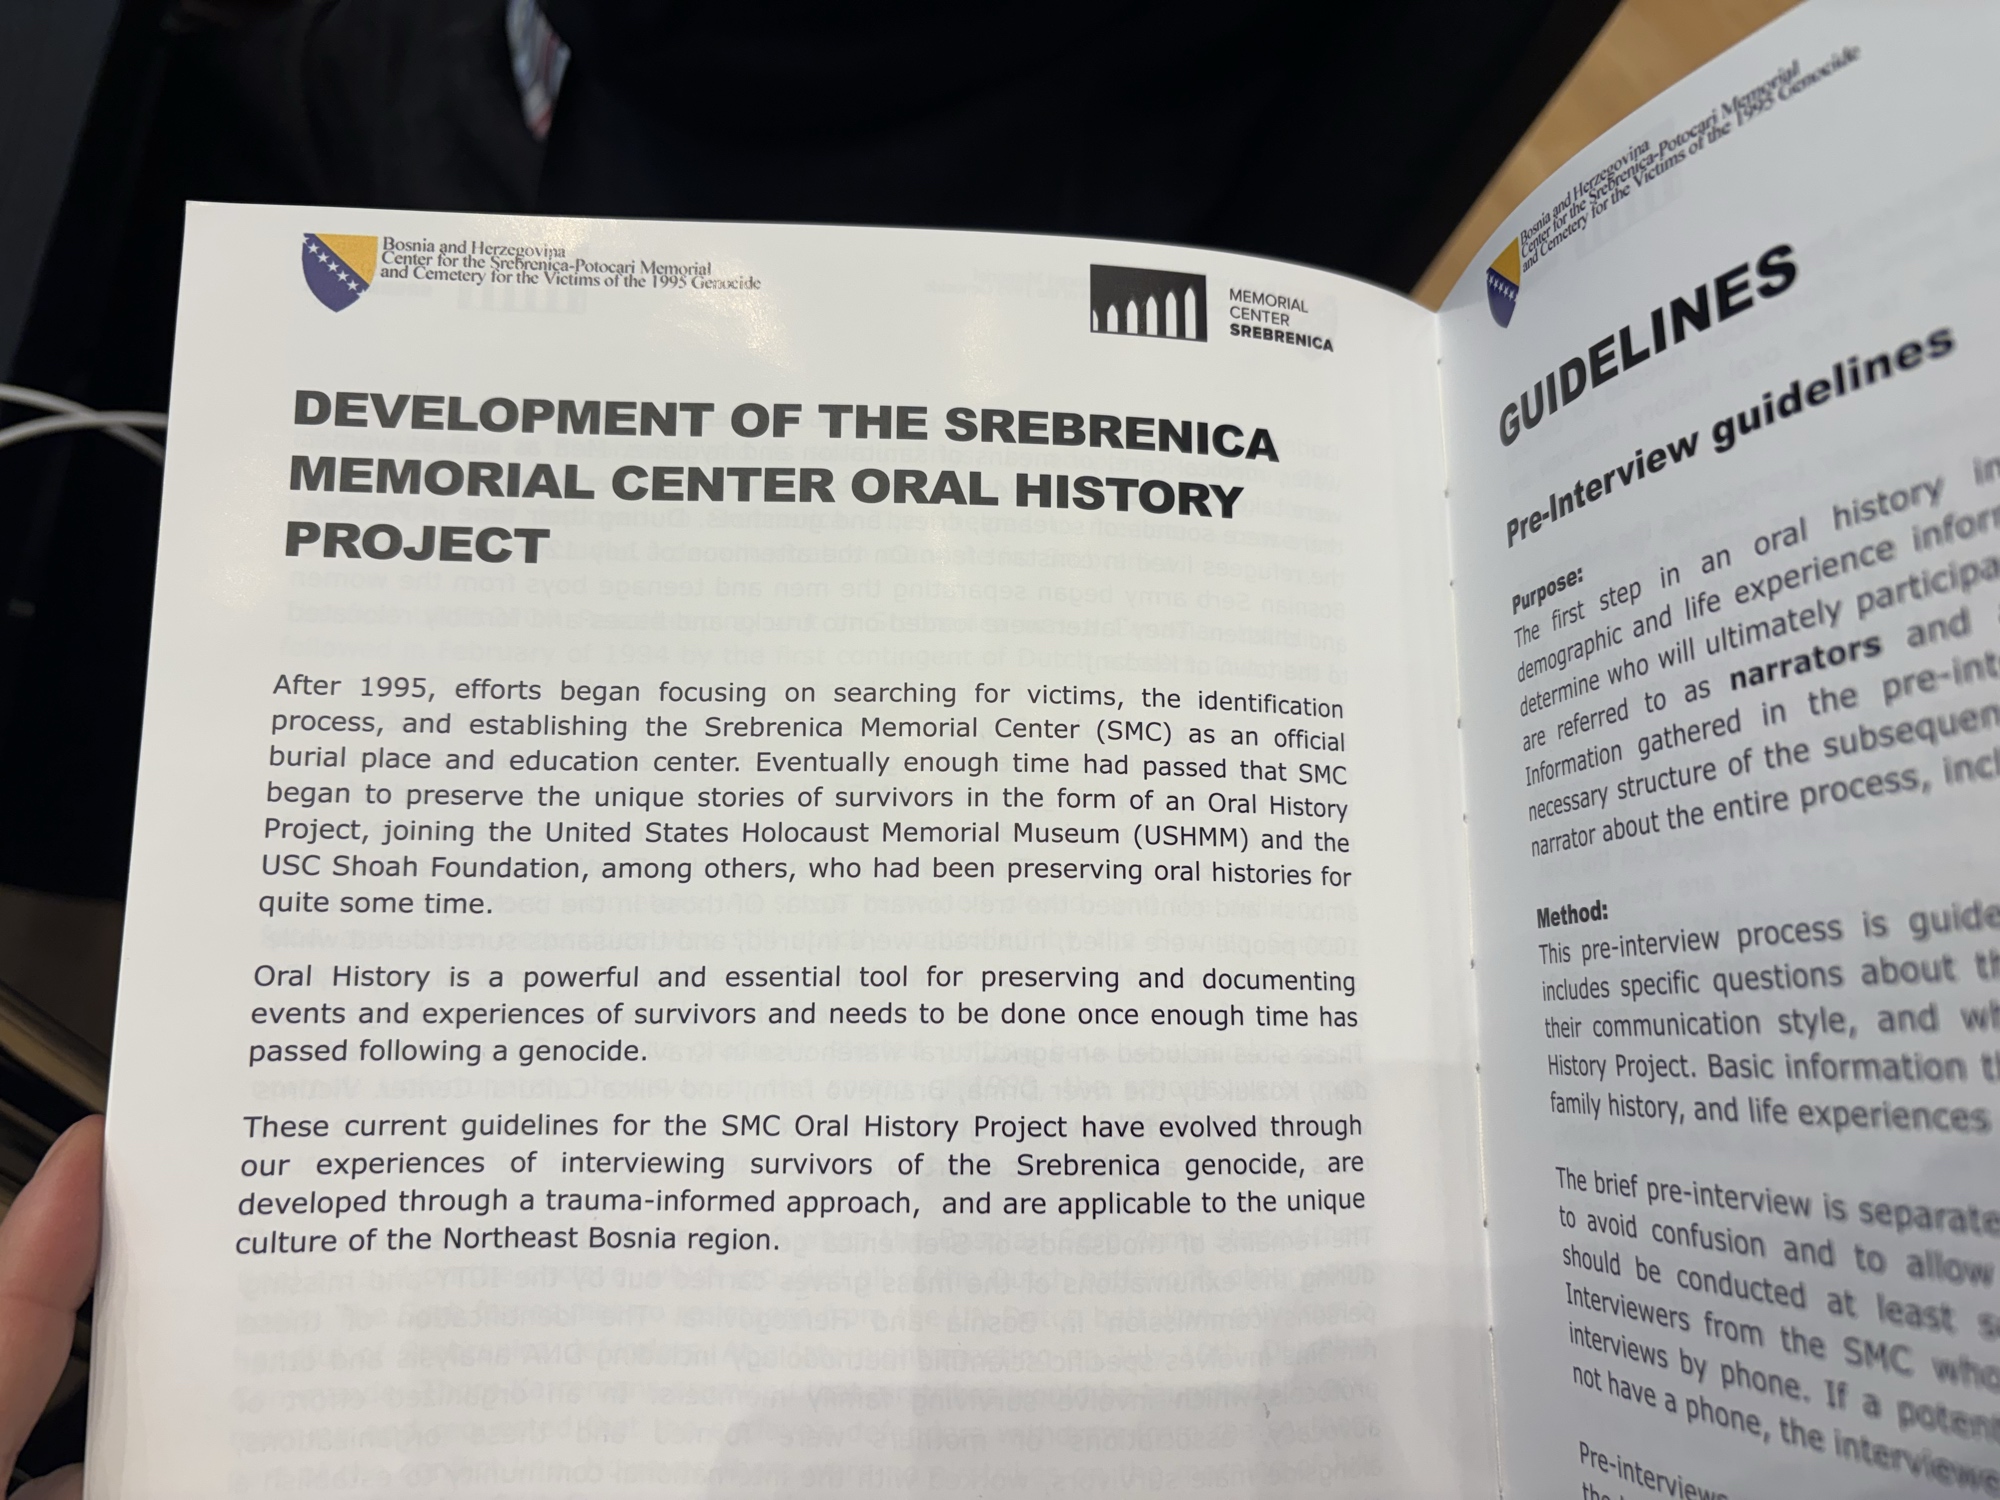 Bosnia and Herzegovina
Center for the Srebrenica-Potocari Memorial
and Cemetery for the Victims of the 1995 Genocide
MEMORIAL
CENTER
SREBRENICA
DEVELOPMENT OF THE SREBRENICA
MEMORIAL CENTER ORAL HISTORY
PROJECT
After 1995, efforts began focusing on searching for victims, the identification
process, and establishing the Srebrenica Memorial Center (SMC) as an official
burial place and education center. Eventually enough time had passed that SMC
began to preserve the unique stories of survivors in the form of an Oral History
Project, joining the United States Holocaust Memorial Museum (USHMM) and the
USC Shoah Foundation, among others, who had been preserving oral histories for
quite some time.
Oral History is a powerful and essential tool for preserving and documenting
events and experiences of survivors and needs to be done once enough time has
passed following a genocide.
These current guidelines for the SMC Oral History Project have evolved through
our experiences of interviewing survivors of the Srebrenica genocide, are
developed through a trauma-informed approach, and are applicable to the unique
culture of the Northeast Bosnia region.
Bosnia and Herzegovina
Center for the Srebrenica-Potocari Memorial
and Cemetery for the Victims of the 1995 Genocide
GUIDELINES
Pre-Interview guidelines
Purpose:
The first step in an oral history
demographic and life experience
determine who will ultimately
are referred to as narrators and
Information gathered in the
necessary structure of the
narrator about the entire process,
Method:
This pre-interview process is
includes specific questions about
their communication style, and
History Project. Basic information
family history, and life experiences
The brief pre-interview is
to avoid confusion and to allow
should be conducted at least
Interviewers from the SMC
interviews by phone. If a
not have a phone, the